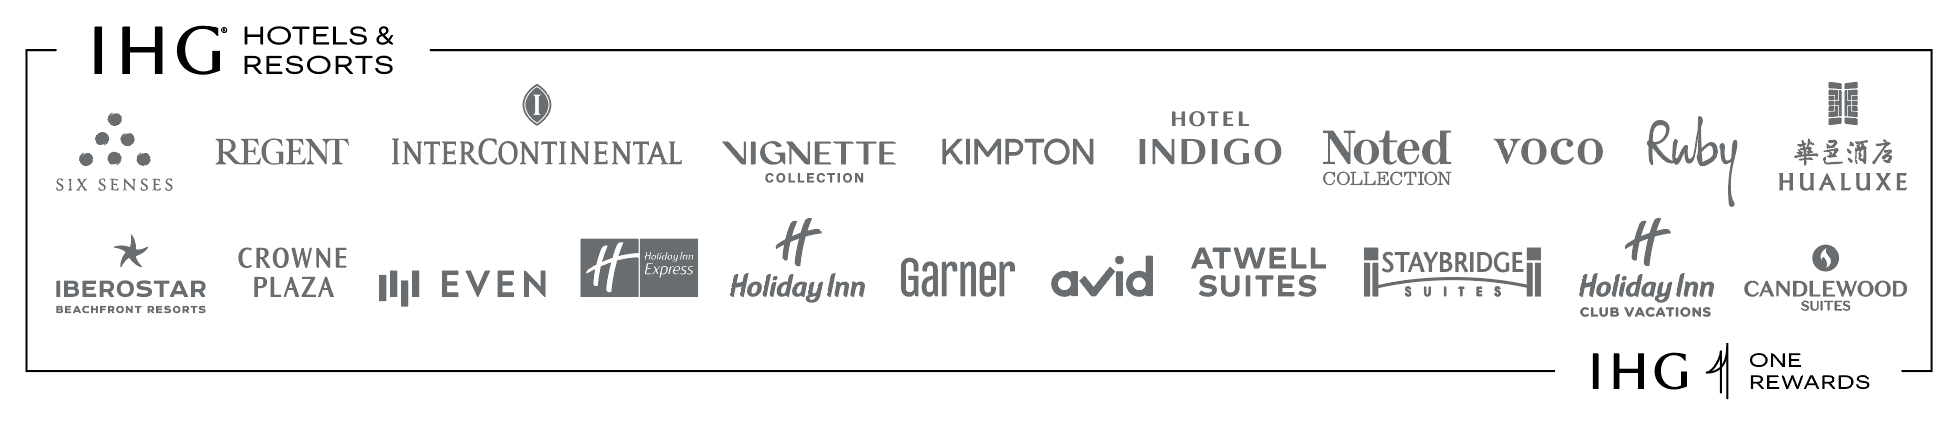 IHG® HOTELS &
RESORTS
SIX SENSES
REGENT
I
INTERCONTINENTAL
VIGNETTE
COLLECTION
KIMPTON
HOTEL
INDIGO
Noted
COLLECTION
voco
Ruby
華邑酒店
HUALUXE
IBEROSTAR
BEACHFRONT RESORTS
CROWNE
PLAZA
EVEN
H
Holiday Inn
Express
H
Holiday Inn
Garner
avid
ATWELL
SUITES
STAYBRIDGE
SUITES
H
Holiday Inn
CLUB VACATIONS
CANDLEWOOD
SUITES
IHG ONE
REWARDS